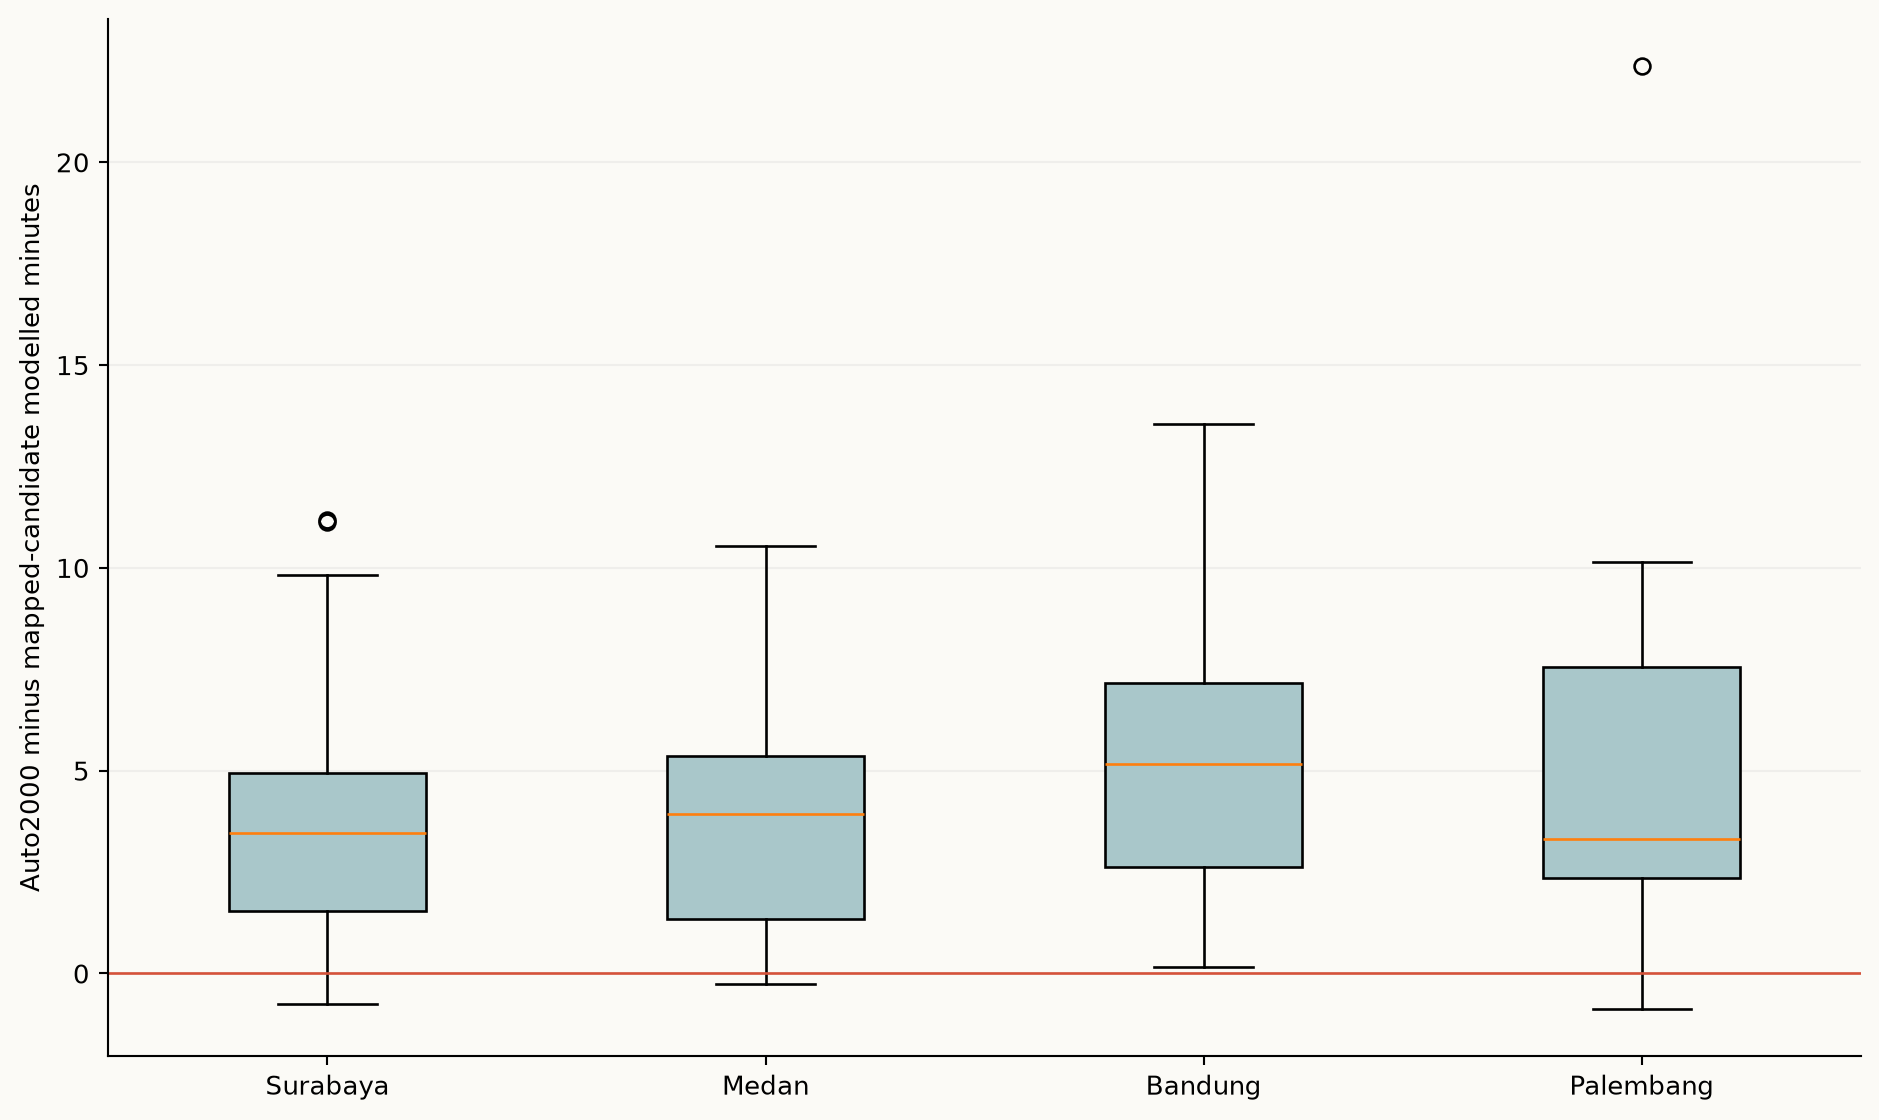 Auto2000 minus mapped-candidate modelled minutes
20
15
10
5
0
Surabaya
Medan
Bandung
Palembang